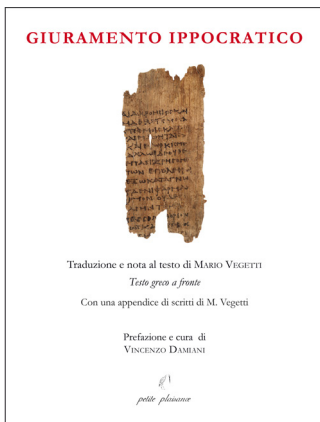 GIURAMENTO IPPOCRATICO
Traduzione e nota al testo di MARIO VEGETTI
Testo greco a fronte
Con una appendice di scritti di M. Vegetti
Prefazione e cura di
VINCENZO DAMIANI
petite plaisance